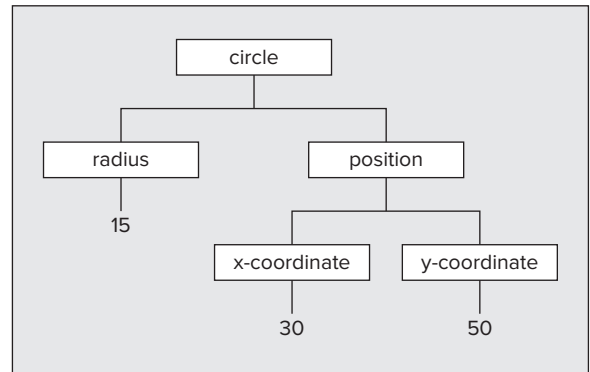 circle
radius
position
15
x-coordinate
y-coordinate
30
50